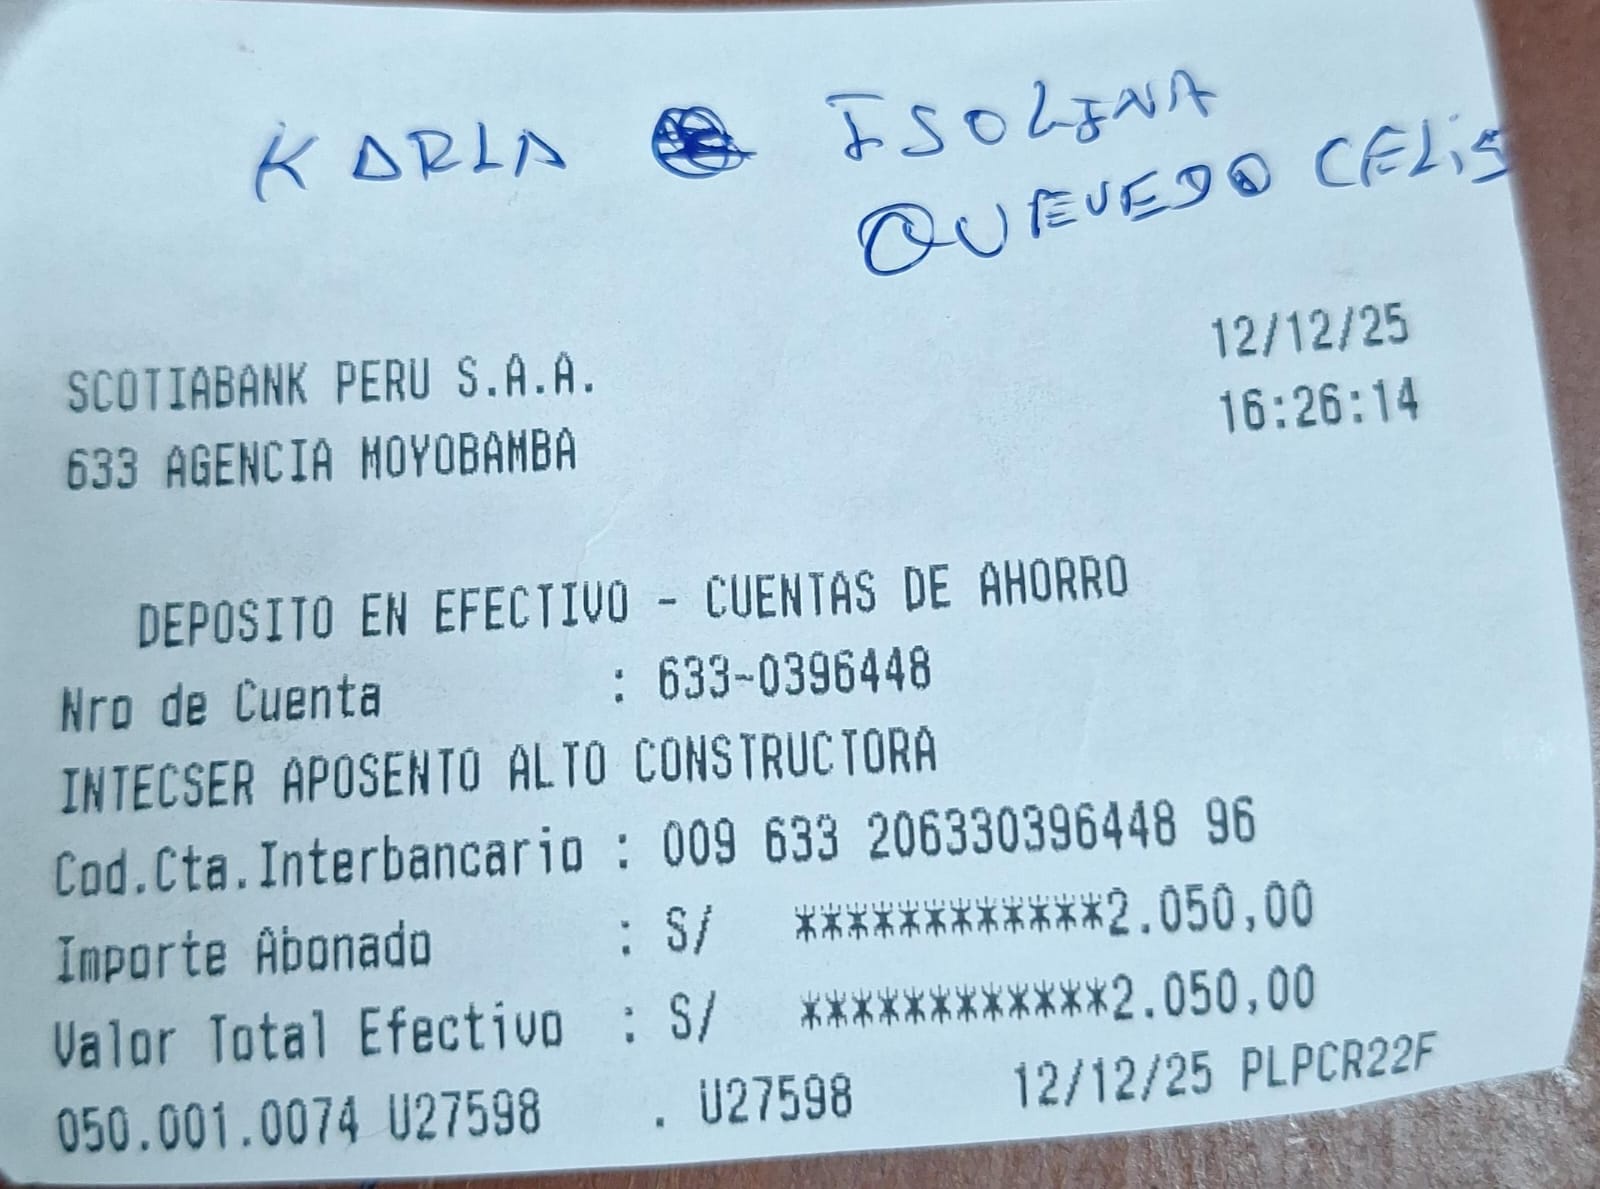 KARLA ISOLINA
QUEVEDO CELiS
12/12/25
SCOTIABANK PERU S.A.A.
16:26:14
633 AGENCIA MOYOBAMBA
DEPOSITO EN EFECTIVO - CUENTAS DE AHORRO
Nro de Cuenta : 633-0396448
INTECSER APOSENTO ALTO CONSTRUCTORA
Cod.Cta.Interbancario : 009 633 206330396448 96
Importe Abonado : S/ ************2.050,00
Valor Total Efectivo : S/ ************2.050,00
050.001.0074 U27598 . U27598 12/12/25 PLPCR22F